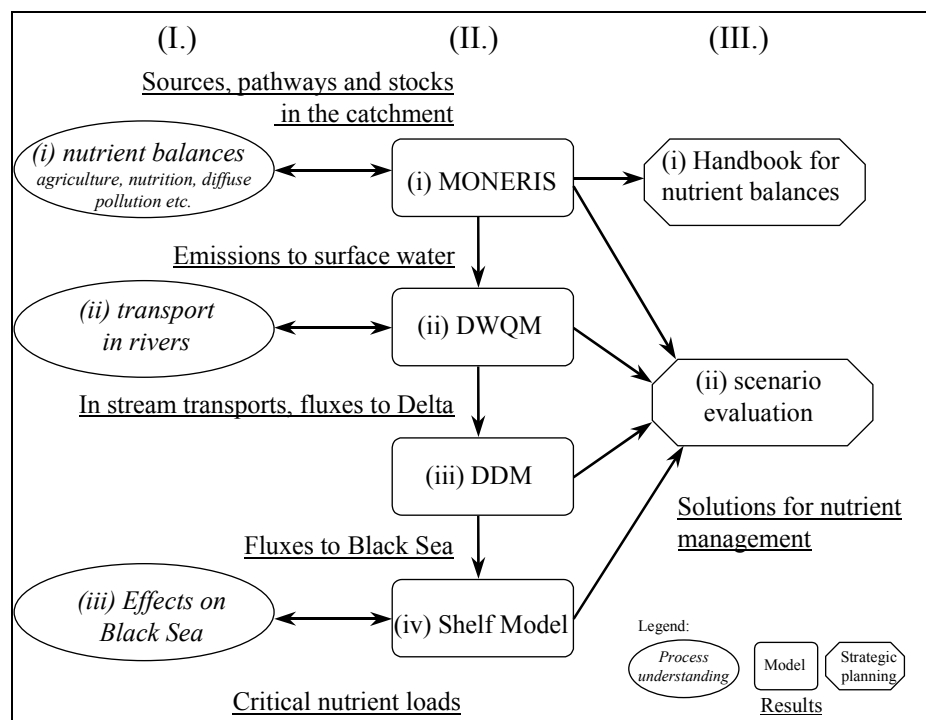 (I.)
(II.)
(III.)
Sources, pathways and stocks
in the catchment
(i) nutrient balances
agriculture, nutrition, diffuse
pollution etc.
(i) MONERIS
(i) Handbook for
nutrient balances
Emissions to surface water
(ii) transport
in rivers
(ii) DWQM
(ii) scenario
evaluation
In stream transports, fluxes to Delta
(iii) DDM
Solutions for nutrient
management
Fluxes to Black Sea
(iii) Effects on
Black Sea
(iv) Shelf Model
Critical nutrient loads
Legend:
Process
understanding
Model
Strategic
planning
Results